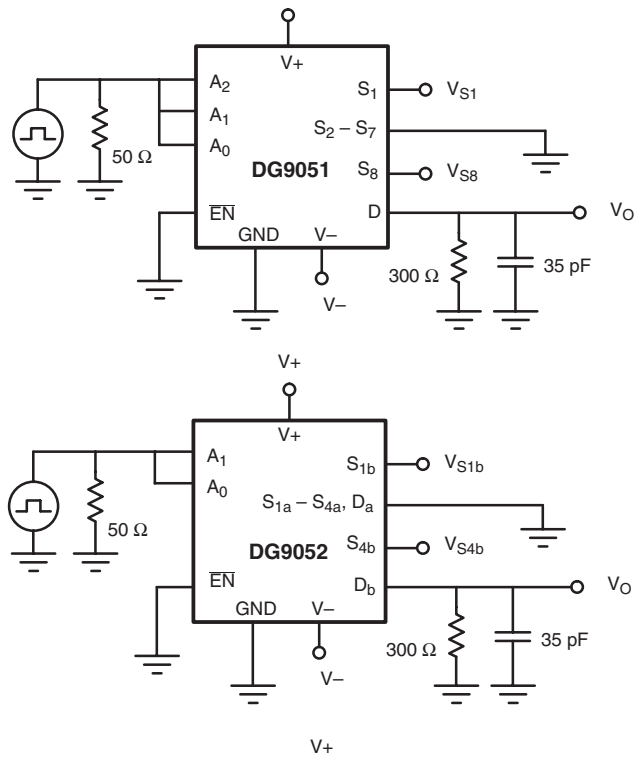 V+
A2
S1
VS1
A1
50 Ω
A0
S2 – S7
DG9051
S8
VS8
EN
D
VO
GND
V–
300 Ω
35 pF
V–
V+
V+
A1
S1b
VS1b
A0
50 Ω
S1a – S4a, Da
DG9052
S4b
VS4b
EN
Db
VO
GND
V–
300 Ω
35 pF
V–
V+